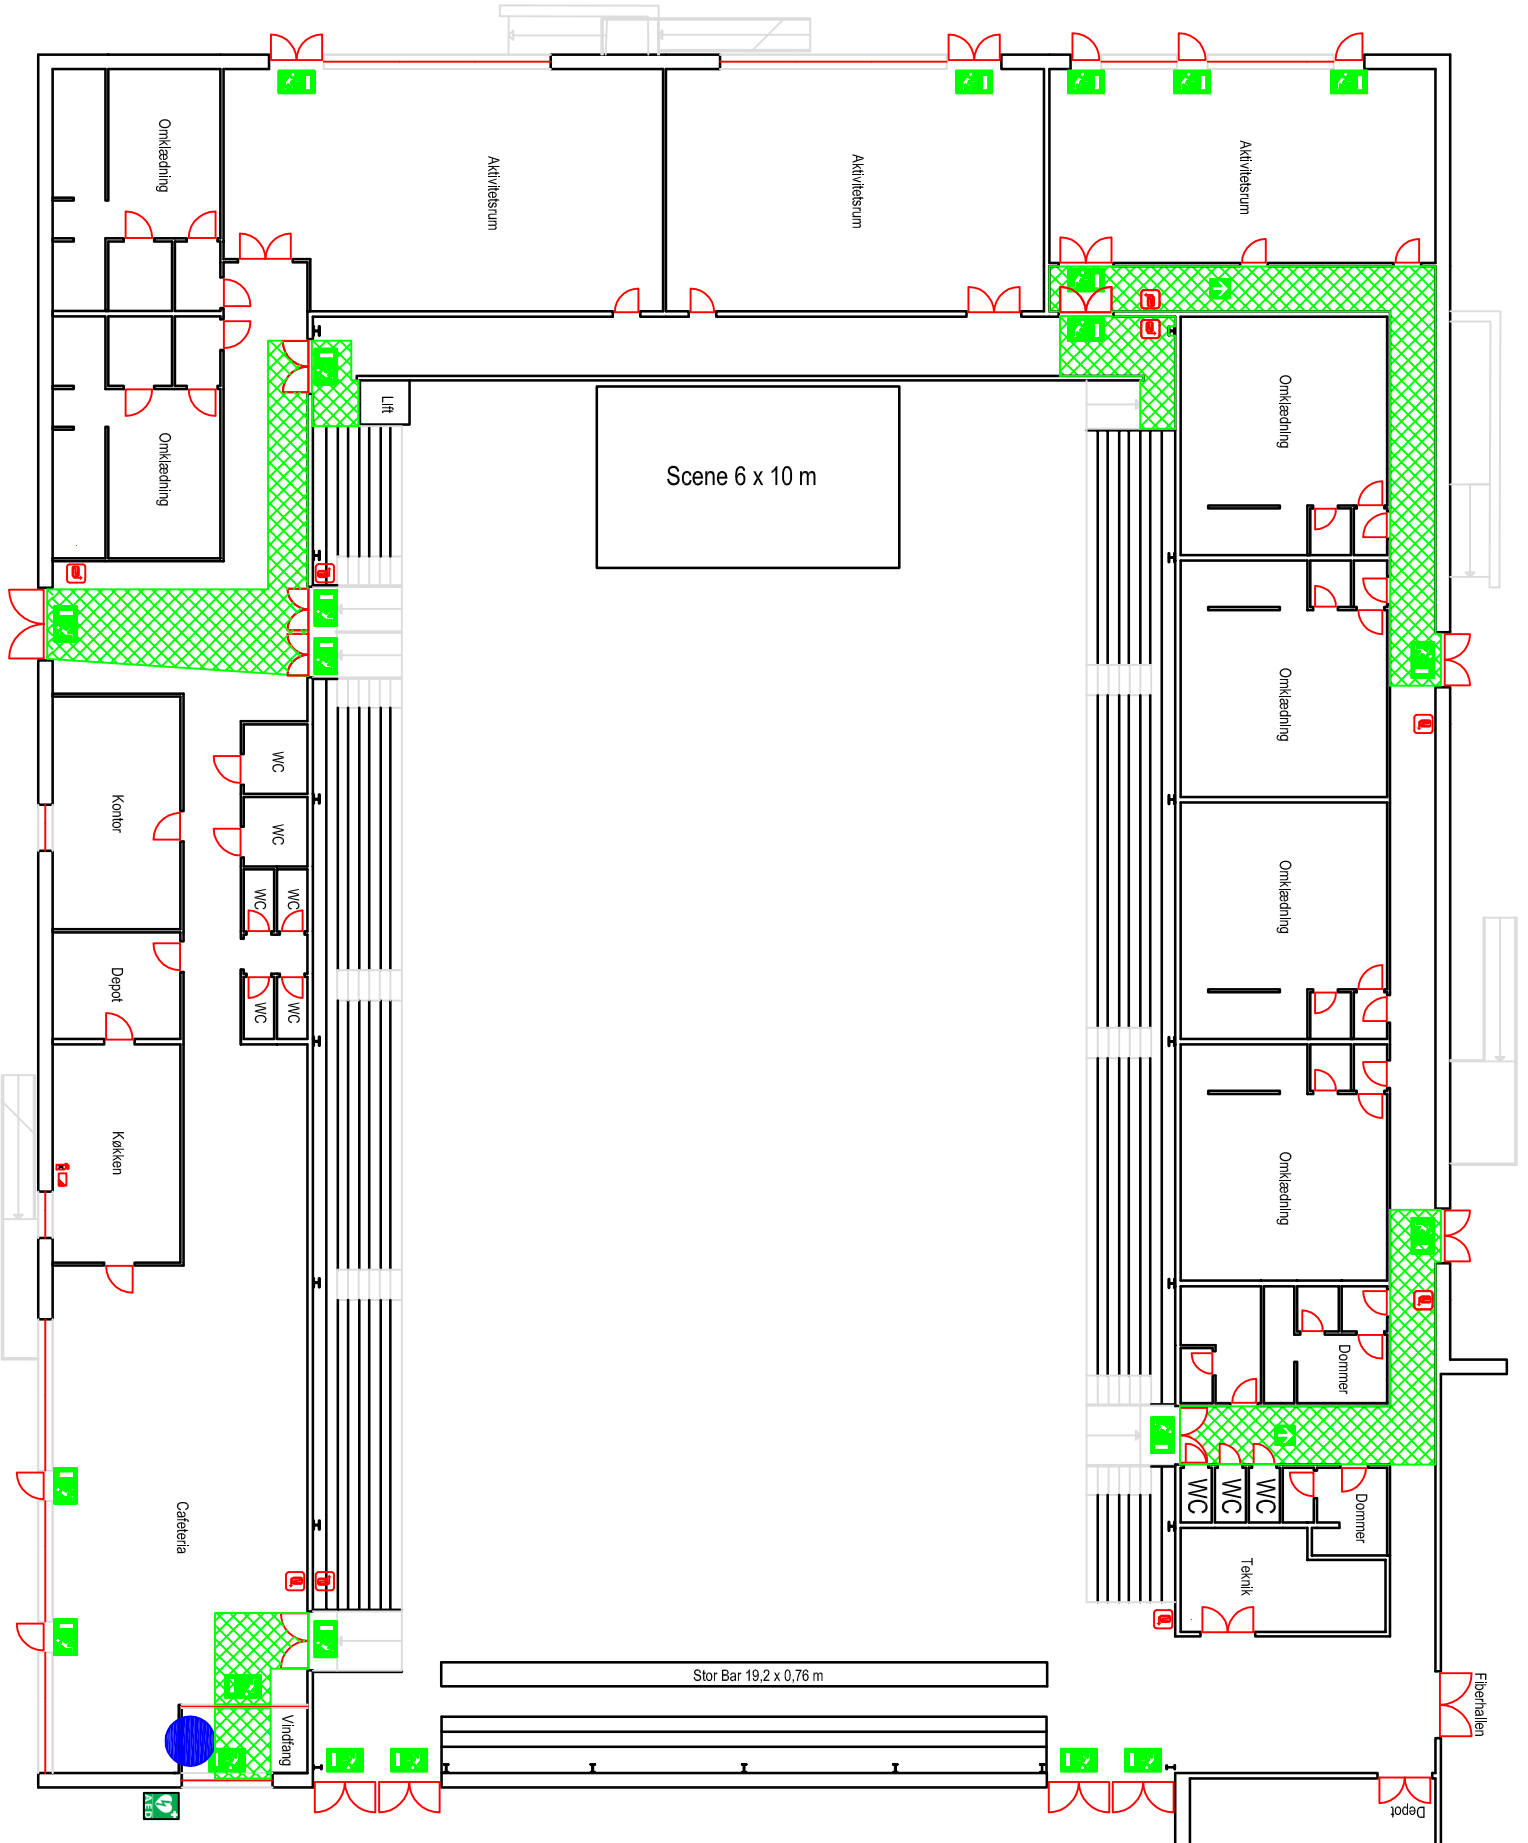 Omklædning
Aktivitetsrum
Aktivitetsrum
Aktivitetsrum
Lift
Scene 6 x 10 m
Omklædning
Omklædning
Omklædning
WC
WC
WC
WC
WC
WC
Kontor
Depot
Køkken
Omklædning
Omklædning
Dommer
Cafeteria
WC
WC
WC
Dommer
Teknik
Stor Bar 19,2 x 0,76 m
Fiberhallen
Vindfang
Depot
AED